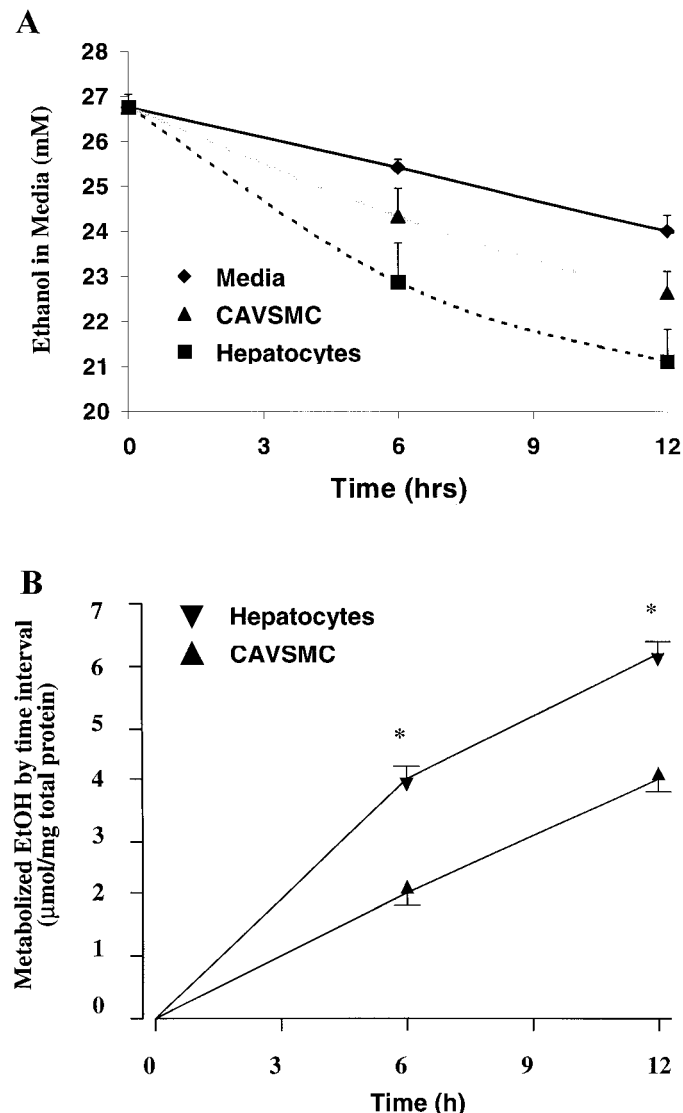 A
Ethanol in Media (mM)
28
27
26
25
24
23
22
21
20
Media
CAVSMC
Hepatocytes
0 3 6 9 12
Time (hrs)
B
Metabolized EtOH by time interval
(µmol/mg total protein)
7
6
5
4
3
2
1
0
Hepatocytes
CAVSMC
*
*
0 3 6 9 12
Time (h)